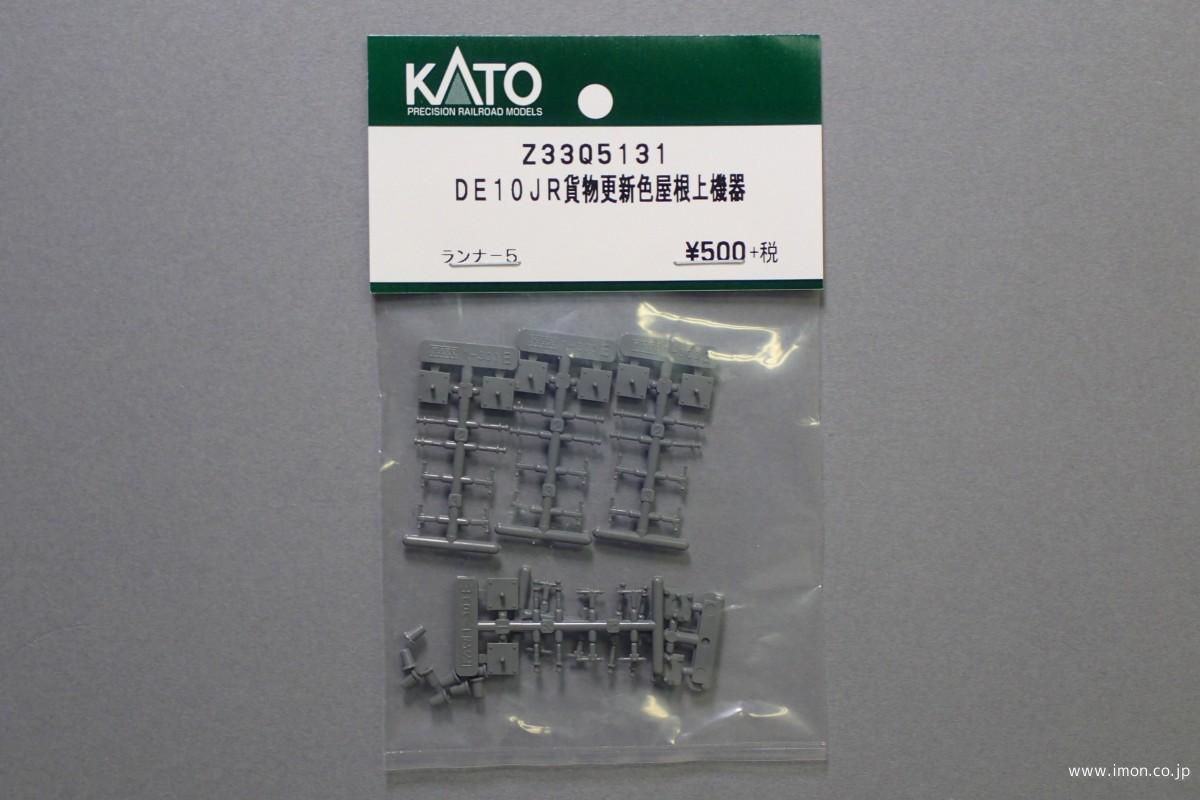 KATO
PRECISION RAILROAD MODELS
Z33Q5131
DE10JR貨物更新色屋根上機器
ランナー5
¥500+税
www.imon.co.jp